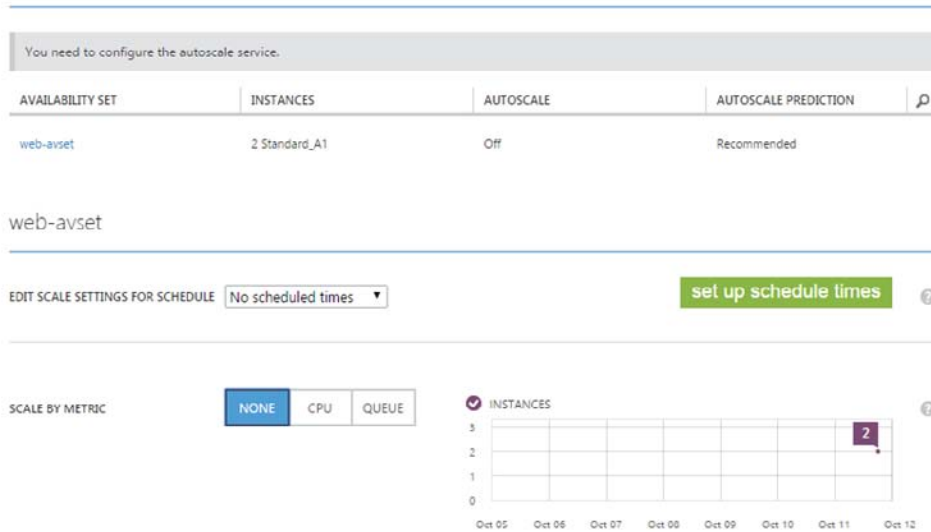 You need to configure the autoscale service.
AVAILABILITY SET INSTANCES AUTOSCALE AUTOSCALE PREDICTION
web-avset 2 Standard_A1 Off Recommended
web-avset
EDIT SCALE SETTINGS FOR SCHEDULE No scheduled times set up schedule times ?
SCALE BY METRIC NONE CPU QUEUE INSTANCES ?
3
2
2
1
0
Oct 05 Oct 06 Oct 07 Oct 08 Oct 09 Oct 10 Oct 11 Oct 12